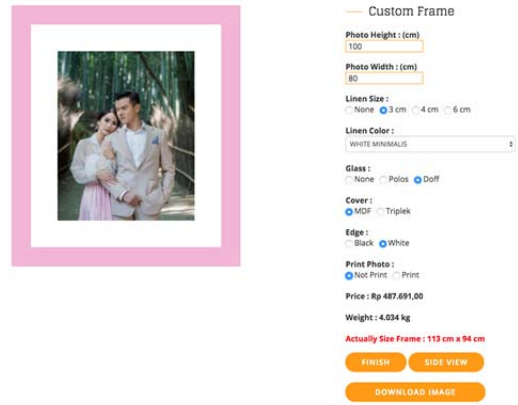 Custom Frame
Photo Height : (cm)
100
Photo Width : (cm)
80
Linen Size :
None 3 cm 4 cm 6 cm
Linen Color :
WHITE MINIMALIS
Glass :
None Polos Doff
Cover :
MDF Triplek
Edge :
Black White
Print Photo :
Not Print Print
Price : Rp 487.691,00
Weight : 4.034 kg
Actually Size Frame : 113 cm x 94 cm
FINISH SIDE VIEW
DOWNLOAD IMAGE